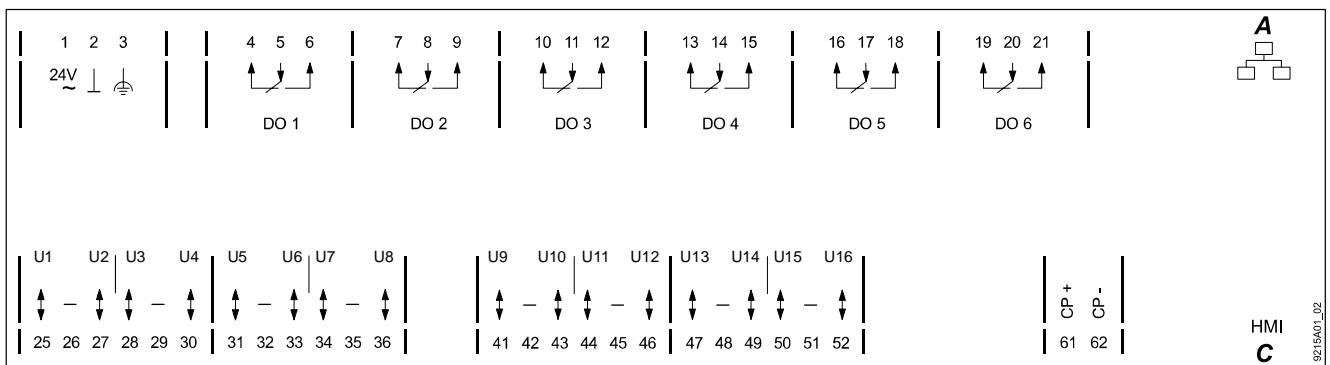 1 2 3 4 5 6 7 8 9 10 11 12 13 14 15 16 17 18 19 20 21 A
24V ~
DO 1 DO 2 DO 3 DO 4 DO 5 DO 6
U1 U2 U3 U4 U5 U6 U7 U8 U9 U10 U11 U12 U13 U14 U15 U16
CP + CP -
25 26 27 28 29 30 31 32 33 34 35 36 41 42 43 44 45 46 47 48 49 50 51 52 61 62
HMI
C
9215A01_02